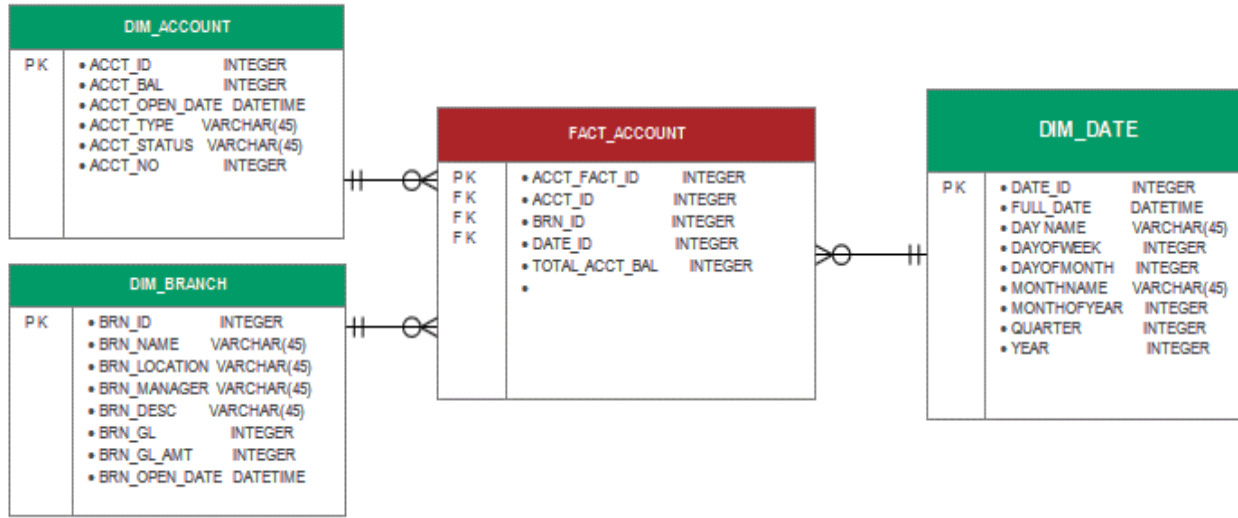 DIM_ACCOUNT
PK • ACCT_ID INTEGER
• ACCT_BAL INTEGER
• ACCT_OPEN_DATE DATETIME
• ACCT_TYPE VARCHAR(45)
• ACCT_STATUS VARCHAR(45)
• ACCT_NO INTEGER
DIM_BRANCH
PK • BRN_ID INTEGER
• BRN_NAME VARCHAR(45)
• BRN_LOCATION VARCHAR(45)
• BRN_MANAGER VARCHAR(45)
• BRN_DESC VARCHAR(45)
• BRN_GL INTEGER
• BRN_GL_AMT INTEGER
• BRN_OPEN_DATE DATETIME
FACT_ACCOUNT
PK • ACCT_FACT_ID INTEGER
FK • ACCT_ID INTEGER
FK • BRN_ID INTEGER
FK • DATE_ID INTEGER
• TOTAL_ACCT_BAL INTEGER
•
DIM_DATE
PK • DATE_ID INTEGER
• FULL_DATE DATETIME
• DAY NAME VARCHAR(45)
• DAYOFWEEK INTEGER
• DAYOFMONTH INTEGER
• MONTHNAME VARCHAR(45)
• MONTHOFYEAR INTEGER
• QUARTER INTEGER
• YEAR INTEGER